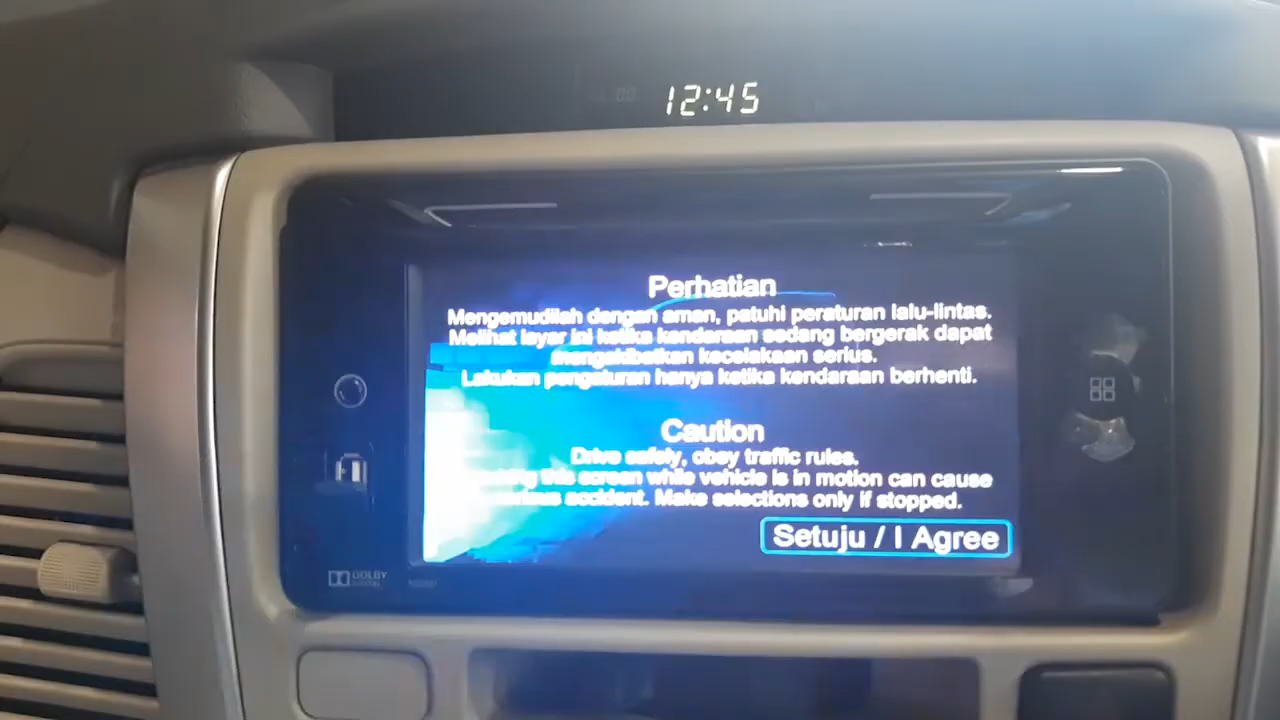 12:45
Perhatian
Mengemudilah dengan aman, patuhi peraturan lalu-lintas.
Melihat layar ini ketika kendaraan sedang bergerak dapat
mengakibatkan kecelakaan serius.
Lakukan pengaturan hanya ketika kendaraan berhenti.
Caution
Drive safely, obey traffic rules.
this screen while vehicle is in motion can cause
serious accident. Make selections only if stopped.
Setuju / I Agree
DOLBY
DIGITAL